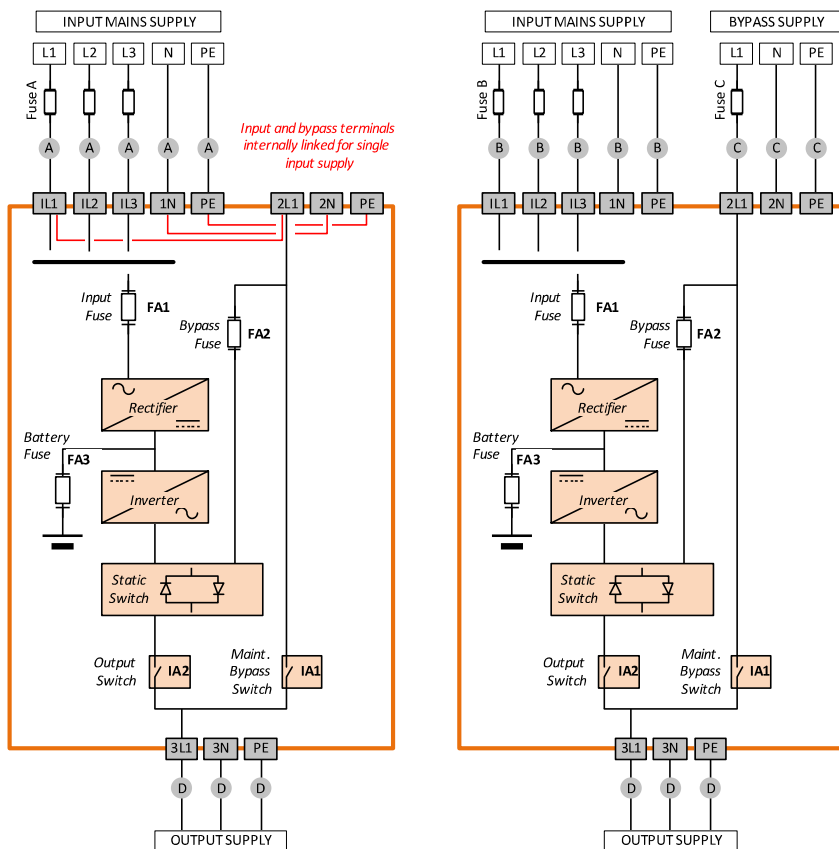 INPUT MAINS SUPPLY
L1 L2 L3 N PE
Fuse A
A A A A A
Input and bypass terminals
internally linked for single
input supply
IL1 IL2 IL3 1N PE 2L1 2N PE
Input
Fuse
FA1
Bypass
Fuse
FA2
Rectifier
Battery
Fuse
FA3
Inverter
Static
Switch
Output
Switch
IA2
Maint.
Bypass
Switch
IA1
3L1 3N PE
D D D
OUTPUT SUPPLY
INPUT MAINS SUPPLY
BYPASS SUPPLY
L1 L2 L3 N PE
L1 N PE
Fuse B
Fuse C
B B B B B
C C C
IL1 IL2 IL3 1N PE 2L1 2N PE
Input
Fuse
FA1
Bypass
Fuse
FA2
Rectifier
Battery
Fuse
FA3
Inverter
Static
Switch
Output
Switch
IA2
Maint.
Bypass
Switch
IA1
3L1 3N PE
D D D
OUTPUT SUPPLY